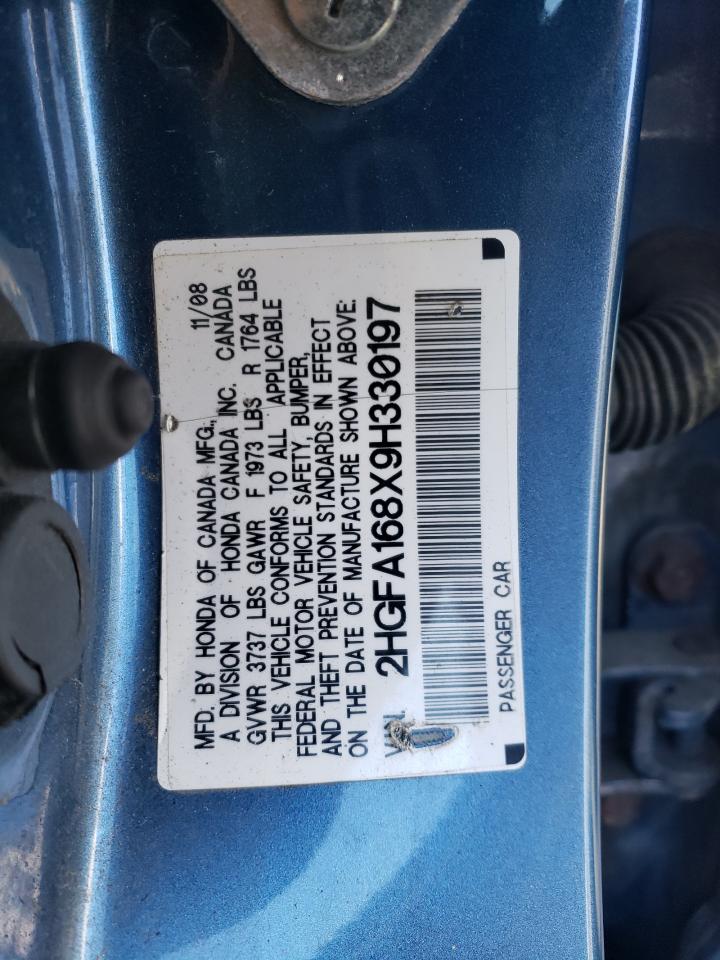 MFD. BY HONDA OF CANADA MFG., 11/08
A DIVISION OF HONDA CANADA INC. CANADA
GVWR 3737 LBS GAWR F 1973 LBS R 1764 LBS
THIS VEHICLE CONFORMS TO ALL APPLICABLE
FEDERAL MOTOR VEHICLE SAFETY, BUMPER,
AND THEFT PREVENTION STANDARDS IN EFFECT
ON THE DATE OF MANUFACTURE SHOWN ABOVE.
V.I.N. 2HGFA168X9H330197
PASSENGER CAR